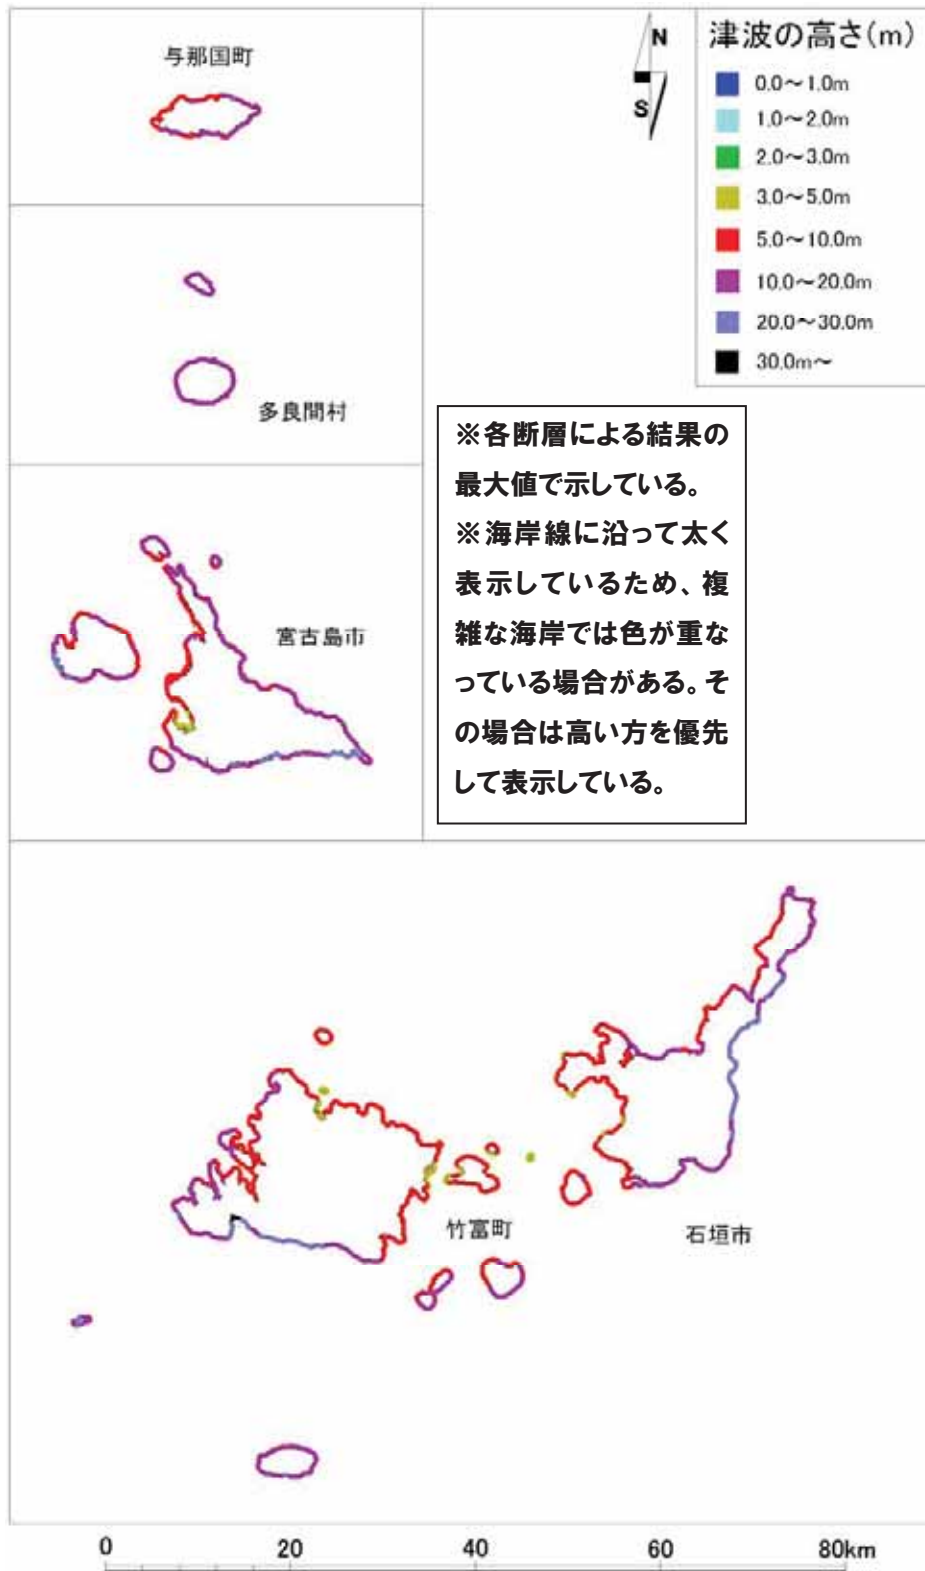 与那国町
N
S
津波の高さ(m)
0.0～1.0m
1.0～2.0m
2.0～3.0m
3.0～5.0m
5.0～10.0m
10.0～20.0m
20.0～30.0m
30.0m～
多良間村
※各断層による結果の
最大値で示している。
※海岸線に沿って太く
表示しているため、複
雑な海岸では色が重な
っている場合がある。そ
の場合は高い方を優先
して表示している。
宮古島市
竹富町
石垣市
0 20 40 60 80km